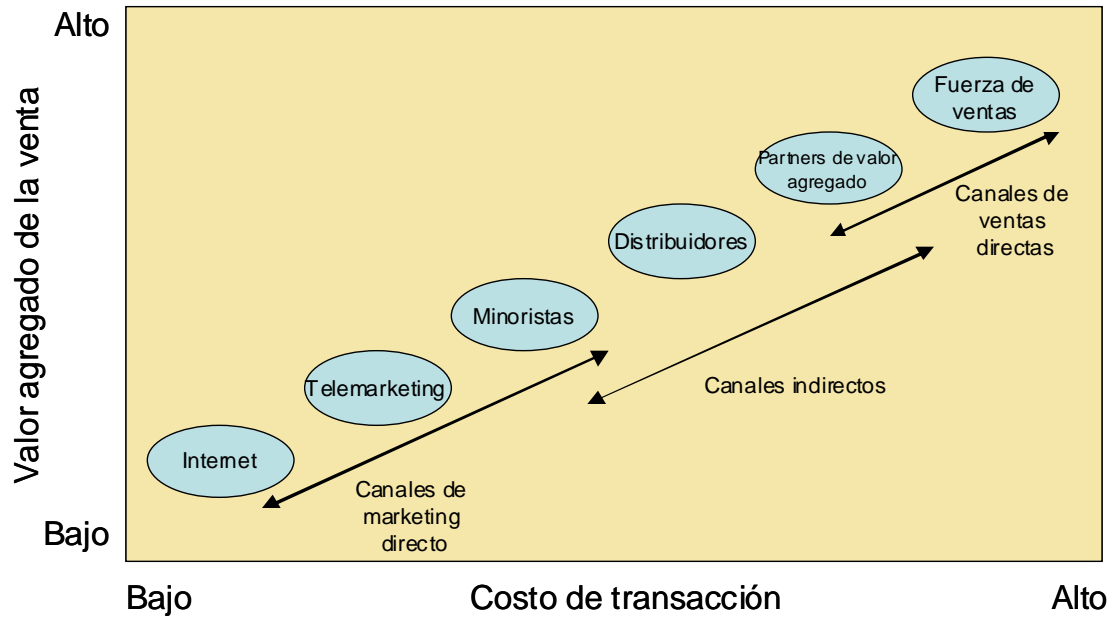 Alto
Valor agregado de la venta
Bajo
Fuerza de
ventas
Partners de valor
agregado
Canales de
ventas
directas
Distribuidores
Minoristas
Canales indirectos
Telemarketing
Internet
Canales de
marketing
directo
Bajo
Costo de transacción
Alto